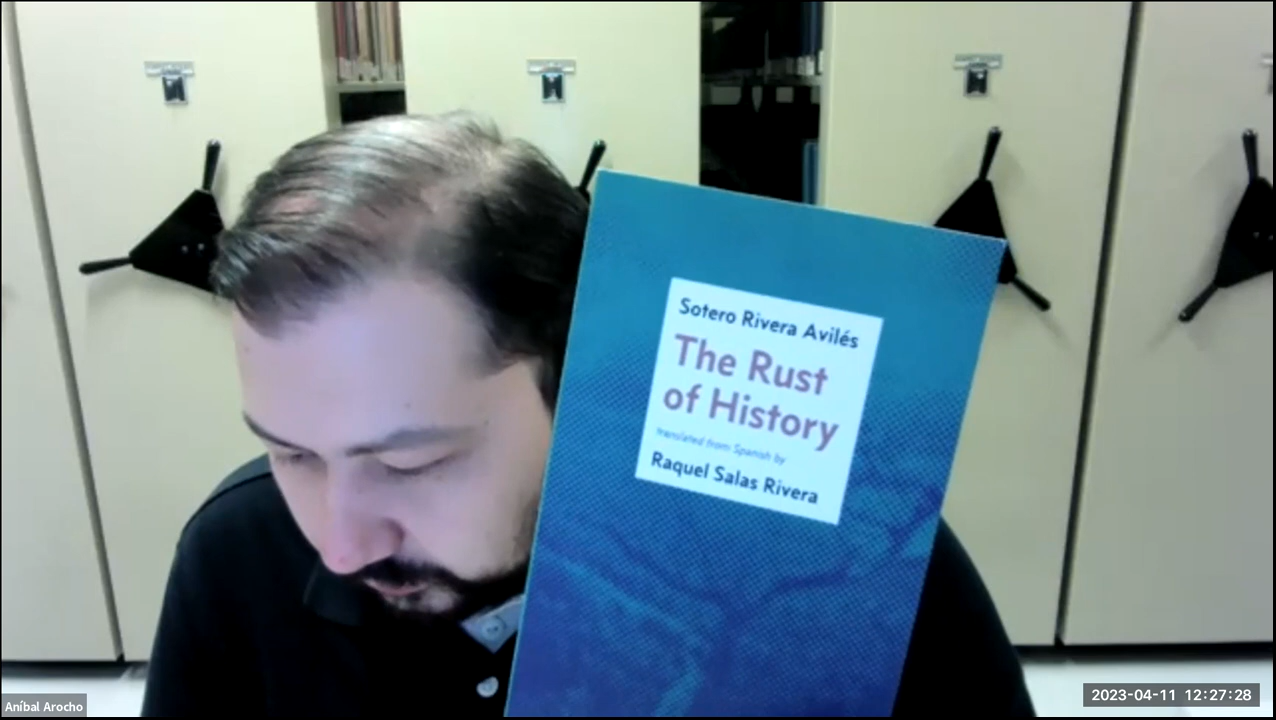 Sotero Rivera Avilés
The Rust
of History
translated from Spanish by
Raquel Salas Rivera
Aníbal Arocho
2023-04-11 12:27:28